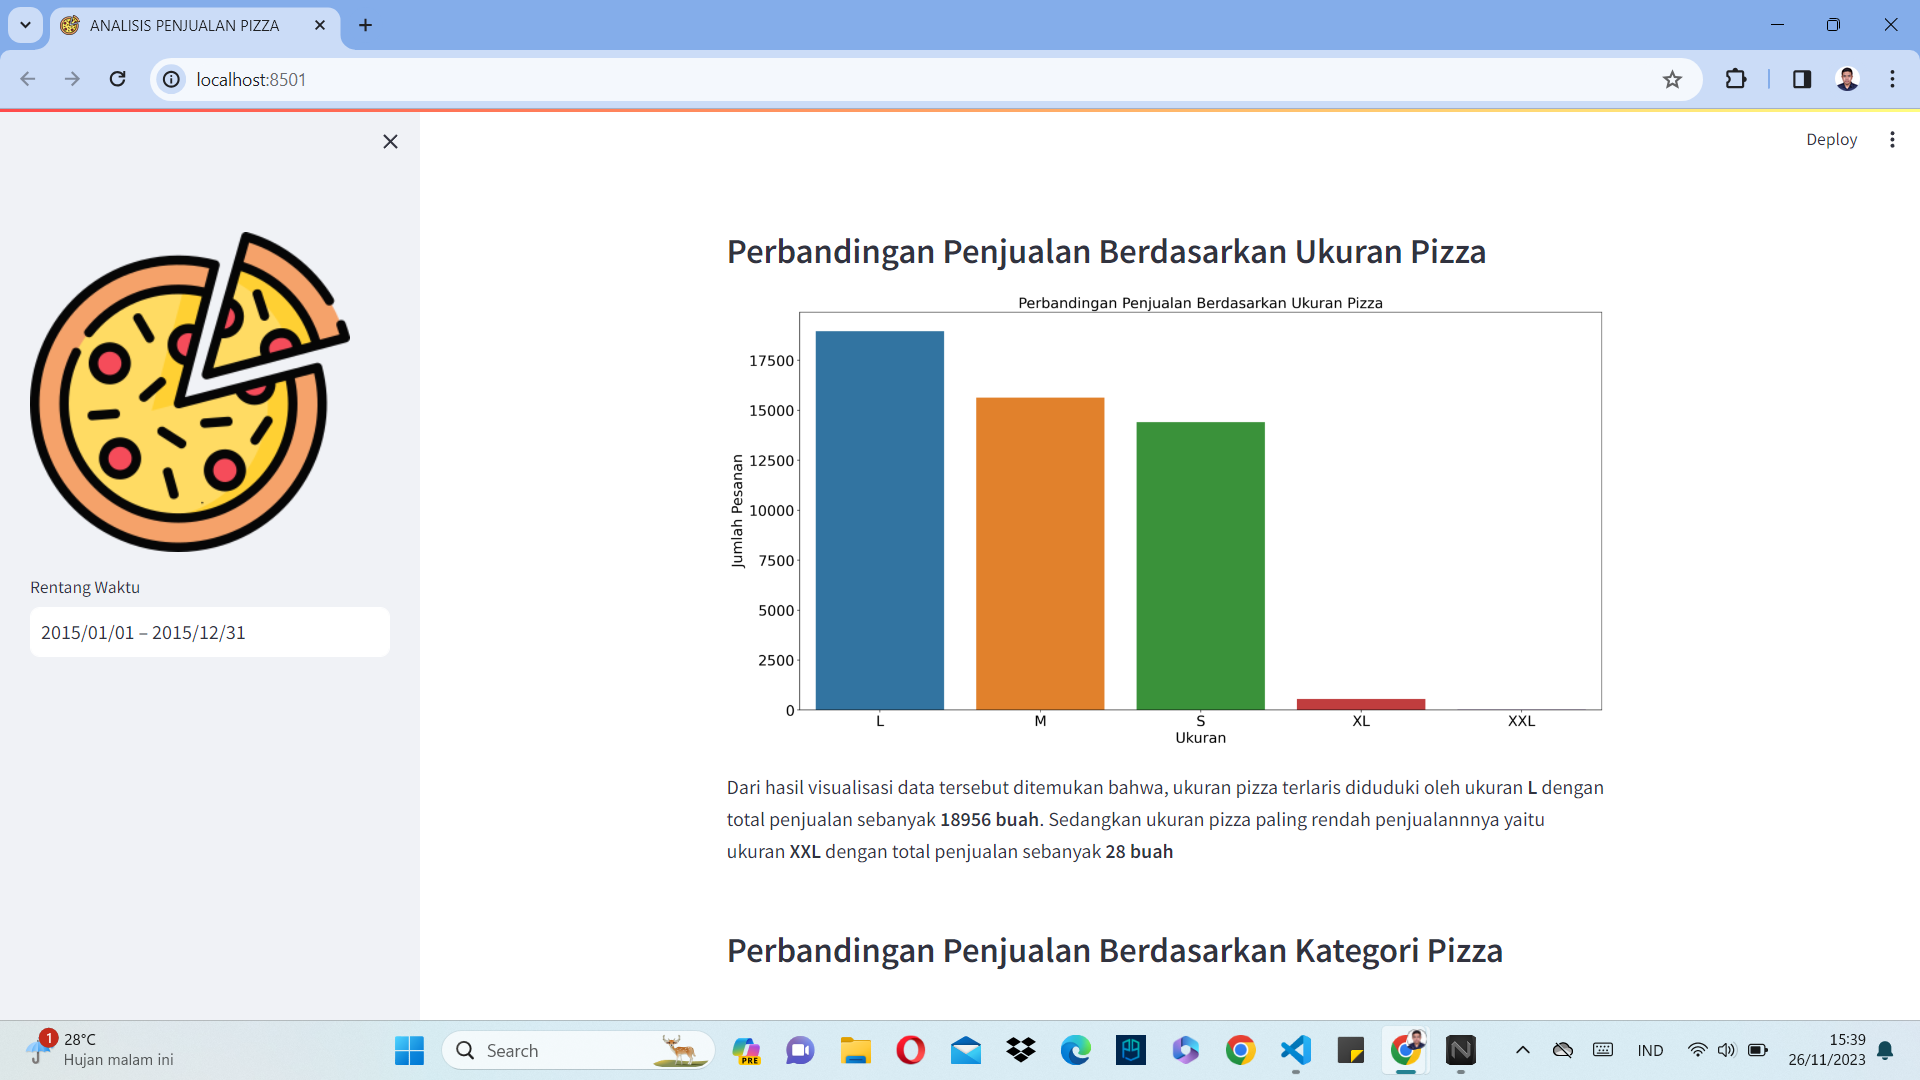 ANALISIS PENJUALAN PIZZA
localhost:8501
Deploy
Rentang Waktu
2015/01/01 – 2015/12/31
Perbandingan Penjualan Berdasarkan Ukuran Pizza
Perbandingan Penjualan Berdasarkan Ukuran Pizza
17500
15000
12500
10000
7500
5000
2500
0
Jumlah Pesanan
L M S XL XXL
Ukuran
Dari hasil visualisasi data tersebut ditemukan bahwa, ukuran pizza terlaris diduduki oleh ukuran L dengan
total penjualan sebanyak 18956 buah. Sedangkan ukuran pizza paling rendah penjualannnya yaitu
ukuran XXL dengan total penjualan sebanyak 28 buah
Perbandingan Penjualan Berdasarkan Kategori Pizza
1
28°C
Hujan malam ini
Search
PRE
IND
15:39
26/11/2023